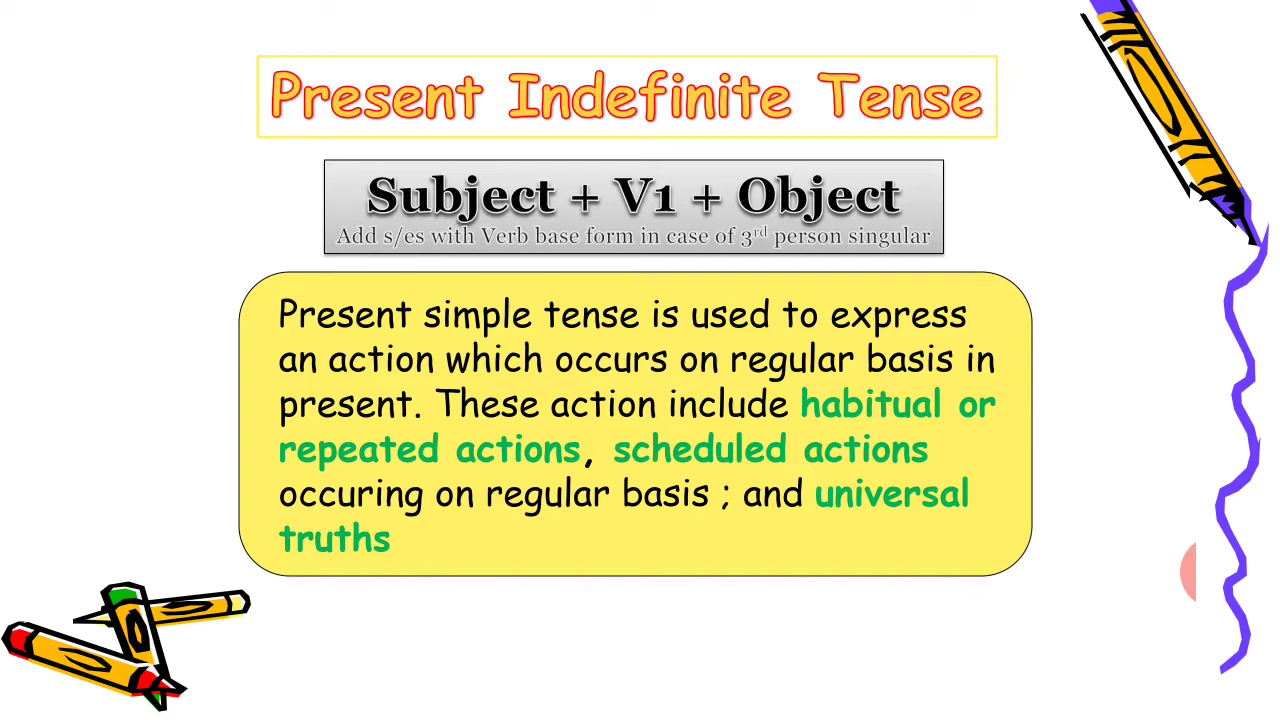 Present Indefinite Tense
Subject + V1 + Object
Add s/es with Verb base form in case of 3rd person singular
Present simple tense is used to express
an action which occurs on regular basis in
present. These action include habitual or
repeated actions, scheduled actions
occuring on regular basis ; and universal
truths